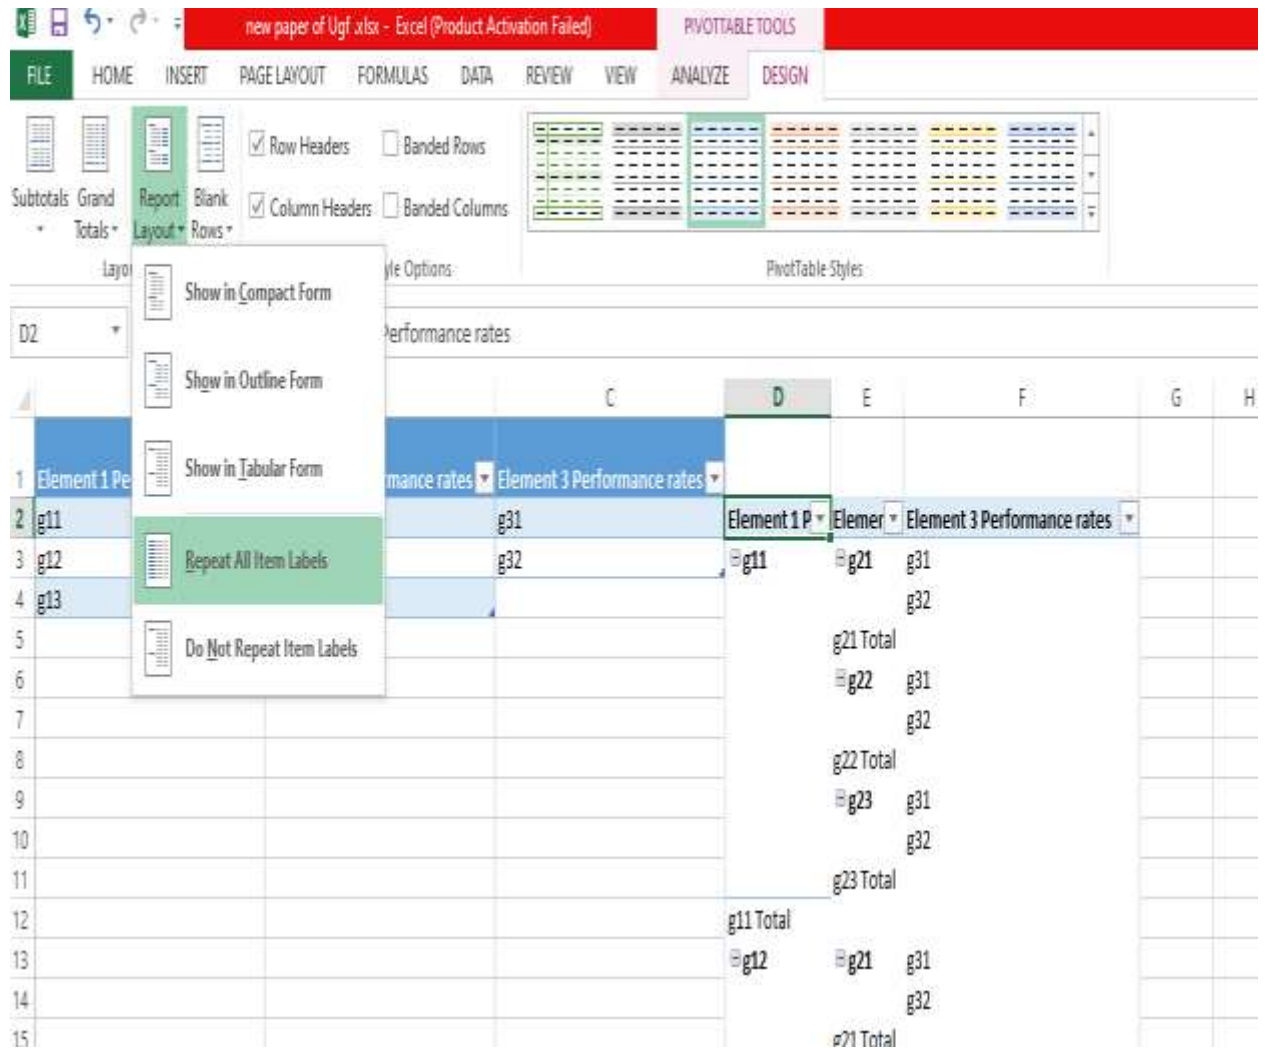 new paper of Ugf .xlsx - Excel (Product Activation Failed) PIVOTTABLE TOOLS
FILE HOME INSERT PAGE LAYOUT FORMULAS DATA REVIEW VIEW ANALYZE DESIGN
Row Headers Banded Rows
Subtotals Grand Totals Report Layout Blank Rows
Column Headers Banded Columns
Layou yle Options PivotTable Styles
Show in Compact Form
D2 Performance rates
Show in Outline Form
C D E F G H
Show in Tabular Form
1 Element 1 Pe mance rates Element 3 Performance rates
2 g11 g31 Element 1 P Elemer Element 3 Performance rates
Repeat All Item Labels
3 g12 g32 g11 g21 g31
4 g13 g32
Do Not Repeat Item Labels
5 g21 Total
6 g22 g31
7 g32
8 g22 Total
9 g23 g31
10 g32
11 g23 Total
12 g11 Total
13 g12 g21 g31
14 g32
15 g21 Total